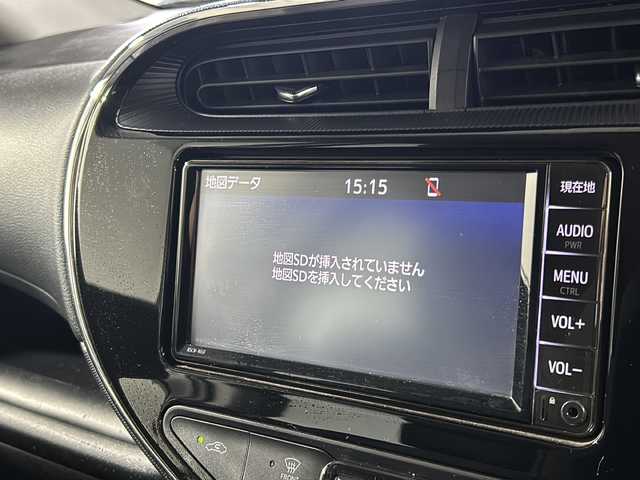 地図データ 15:15
現在地
AUDIO
PWR
MENU
CTRL
VOL+
VOL−
地図SDが挿入されていません
地図SDを挿入してください
FRONT